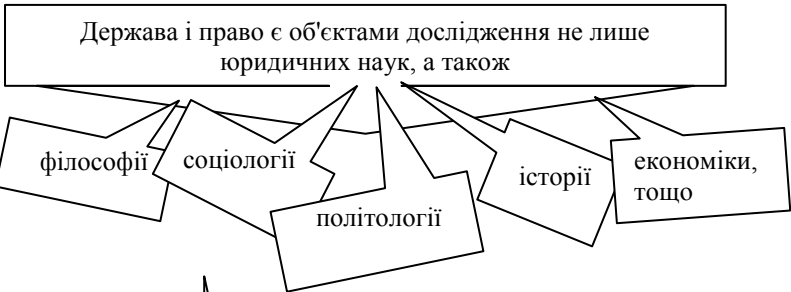 Держава і право є об'єктами дослідження не лише
юридичних наук, а також
філософії
соціології
політології
історії
економіки,
тощо